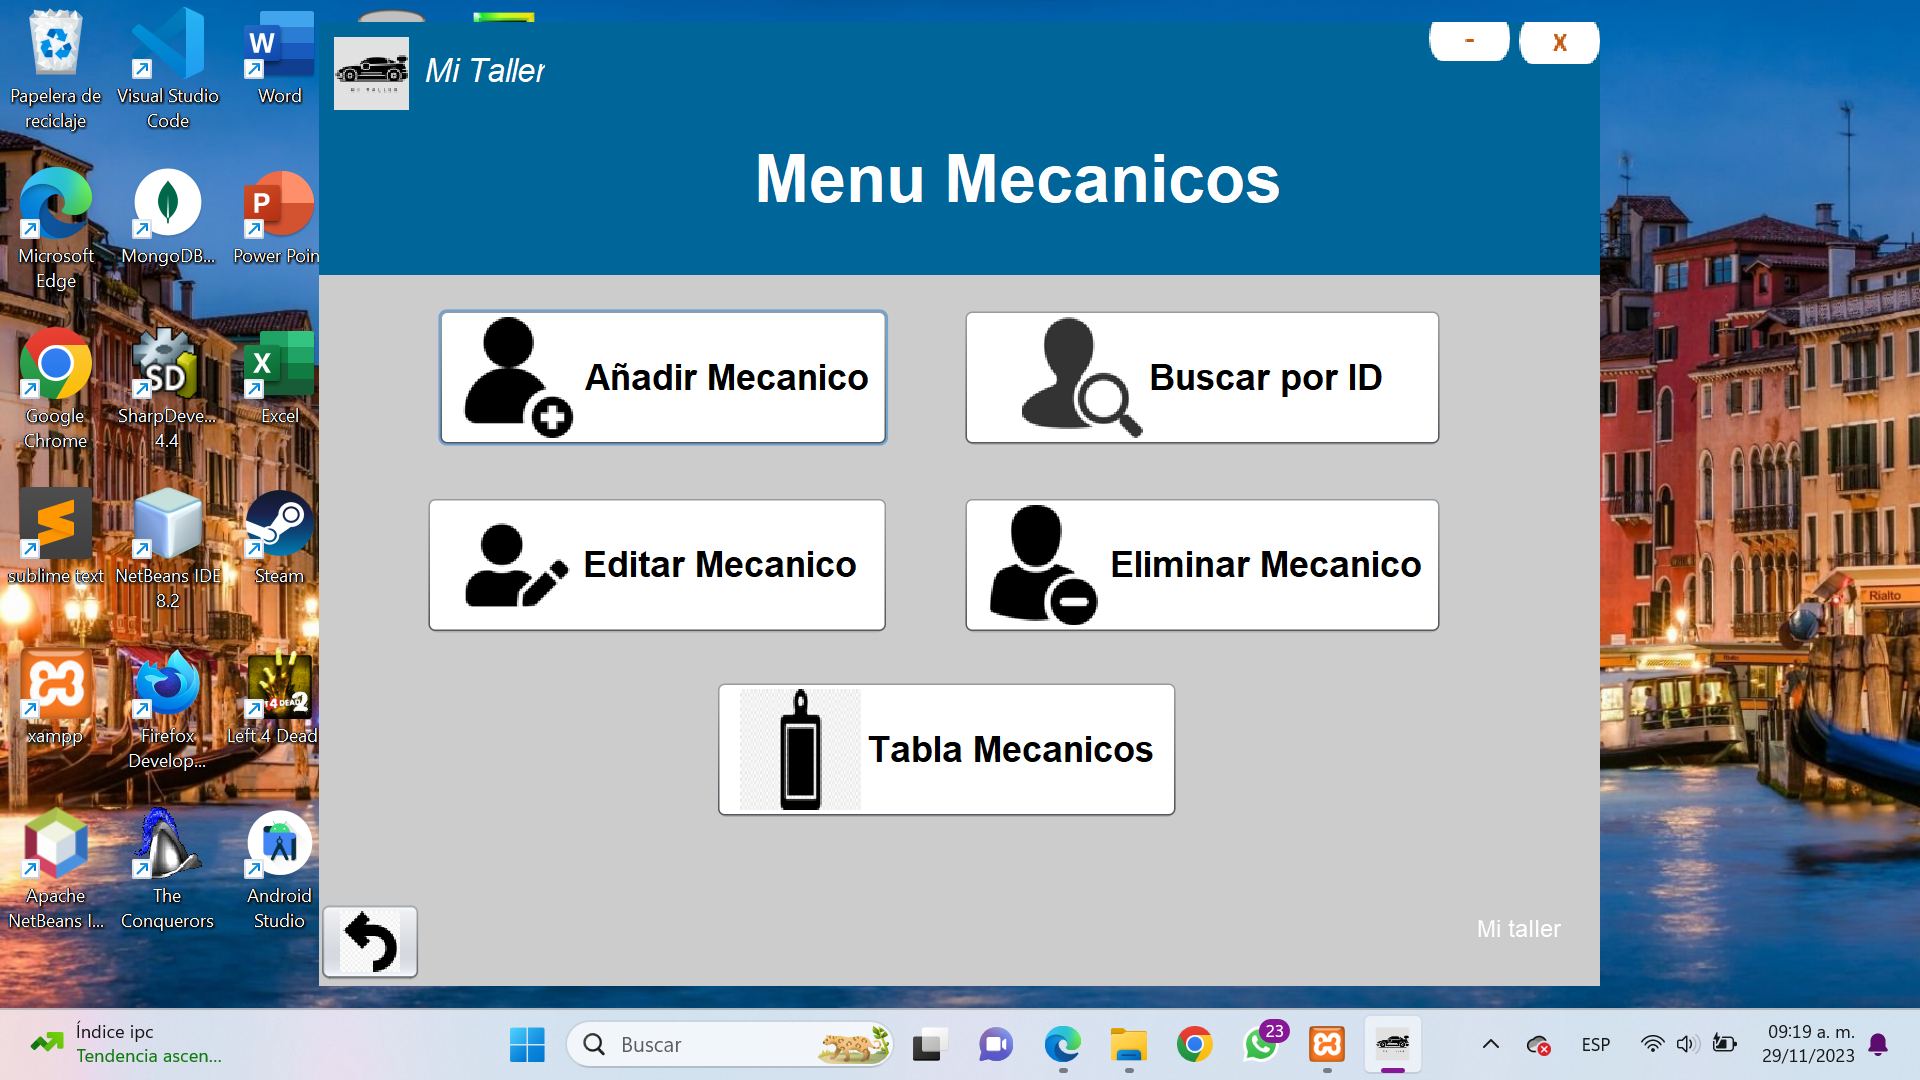 Papelera de
reciclaje
Visual Studio
Code
Word
Microsoft
Edge
MongoDB...
Power Poin
Google
Chrome
SharpDeve...
4.4
Excel
sublime text
NetBeans IDE
8.2
Steam
xampp
Firefox
Develop...
Left 4 Dead
Apache
NetBeans I...
The
Conquerors
Android
Studio
MI TALLER
Mi Taller
-
X
Menu Mecanicos
Añadir Mecanico
Buscar por ID
Editar Mecanico
Eliminar Mecanico
Tabla Mecanicos
Mi taller
Rialto
Índice ipc
Tendencia ascen...
Buscar
23
ESP
09:19 a. m.
29/11/2023